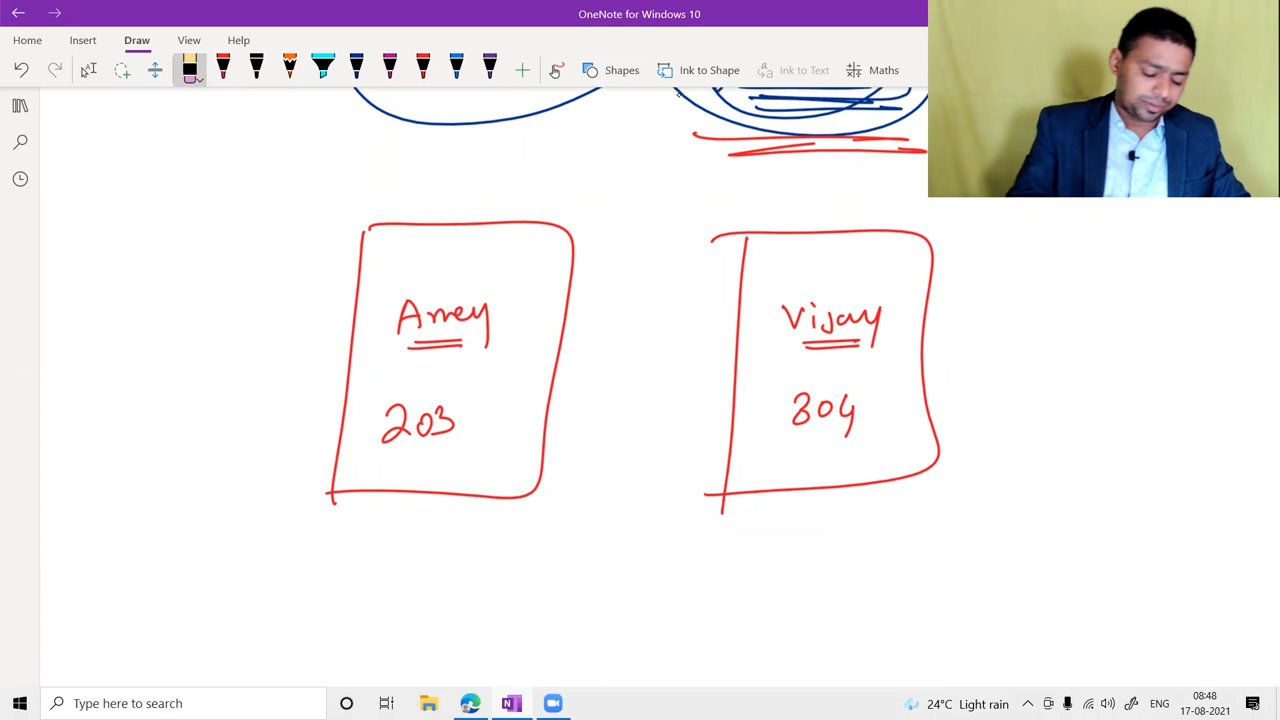 OneNote for Windows 10
Home Insert Draw View Help
Shapes Ink to Shape Ink to Text Maths
Vijay
203
304
Type here to search
24°C Light rain
ENG
08:48
17-08-2021